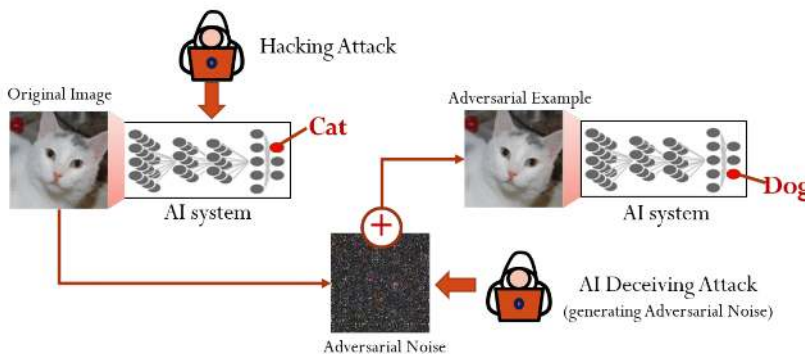 Hacking Attack
Original Image
Cat
AI system
Adversarial Example
Dog
AI system
+
Adversarial Noise
AI Deceiving Attack
(generating Adversarial Noise)